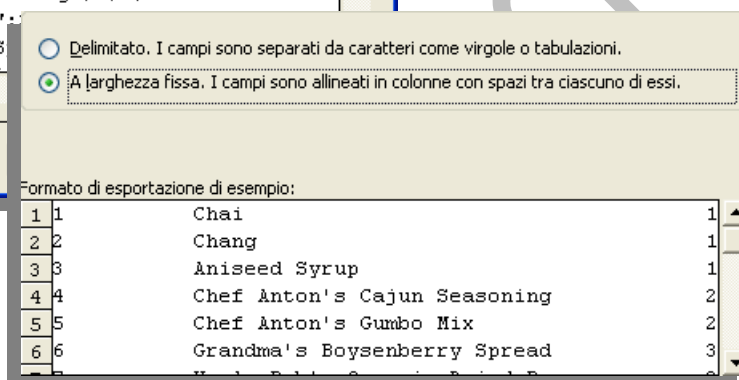 Delimitato. I campi sono separati da caratteri come virgole o tabulazioni.
A larghezza fissa. I campi sono allineati in colonne con spazi tra ciascuno di essi.
Formato di esportazione di esempio:
1 1 Chai 1
2 2 Chang 1
3 3 Aniseed Syrup 1
4 4 Chef Anton's Cajun Seasoning 2
5 5 Chef Anton's Gumbo Mix 2
6 6 Grandma's Boysenberry Spread 3